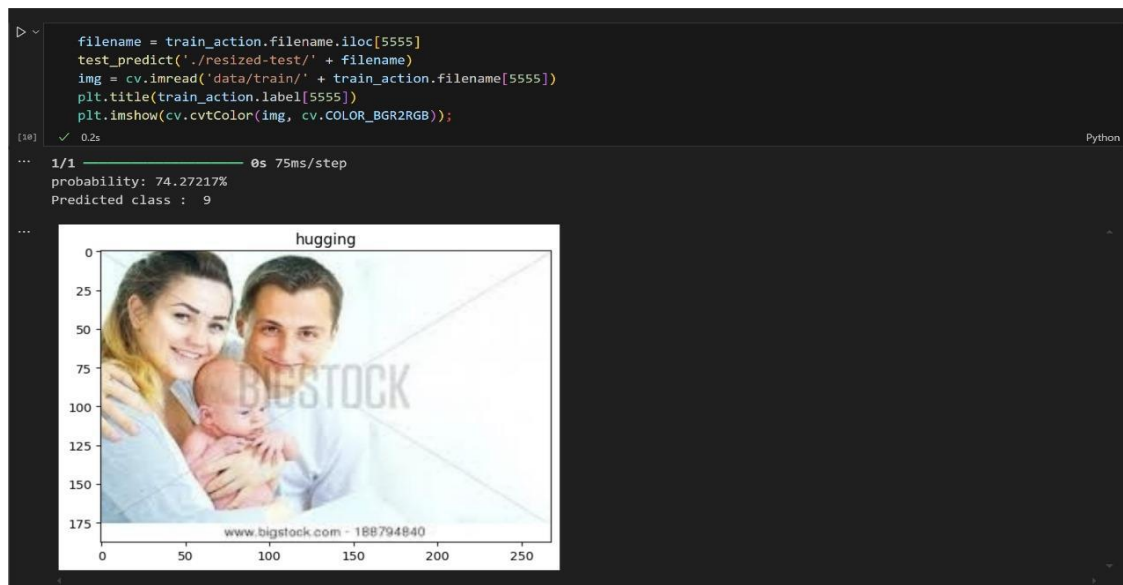 filename = train_action.filename.iloc[5555]
test_predict('./resized-test/' + filename)
img = cv.imread('data/train/' + train_action.filename[5555])
plt.title(train_action.label[5555])
plt.imshow(cv.cvtColor(img, cv.COLOR_BGR2RGB));
[10] ✓ 0.2s Python
... 1/1 ━━━━━━━━━━━━━━━━━━━━ 0s 75ms/step
probability: 74.27217%
Predicted class :  9
...
hugging
0
25
50
75
BIGSTOCK
100
125
150
175
www.bigstock.com - 188794840
0 50 100 150 200 250